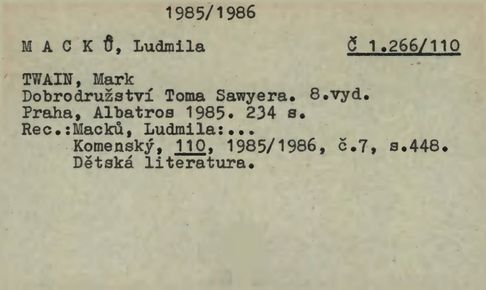 1985/1986
M A C K Ů, Ludmila Č 1.266/110
TWAIN, Mark
Dobrodružství Toma Sawyera. 8.vyd.
Praha, Albatros 1985. 234 s.
Rec.:Macků, Ludmila:...
Komenský, 110, 1985/1986, č.7, s.448.
Dětská literatura.